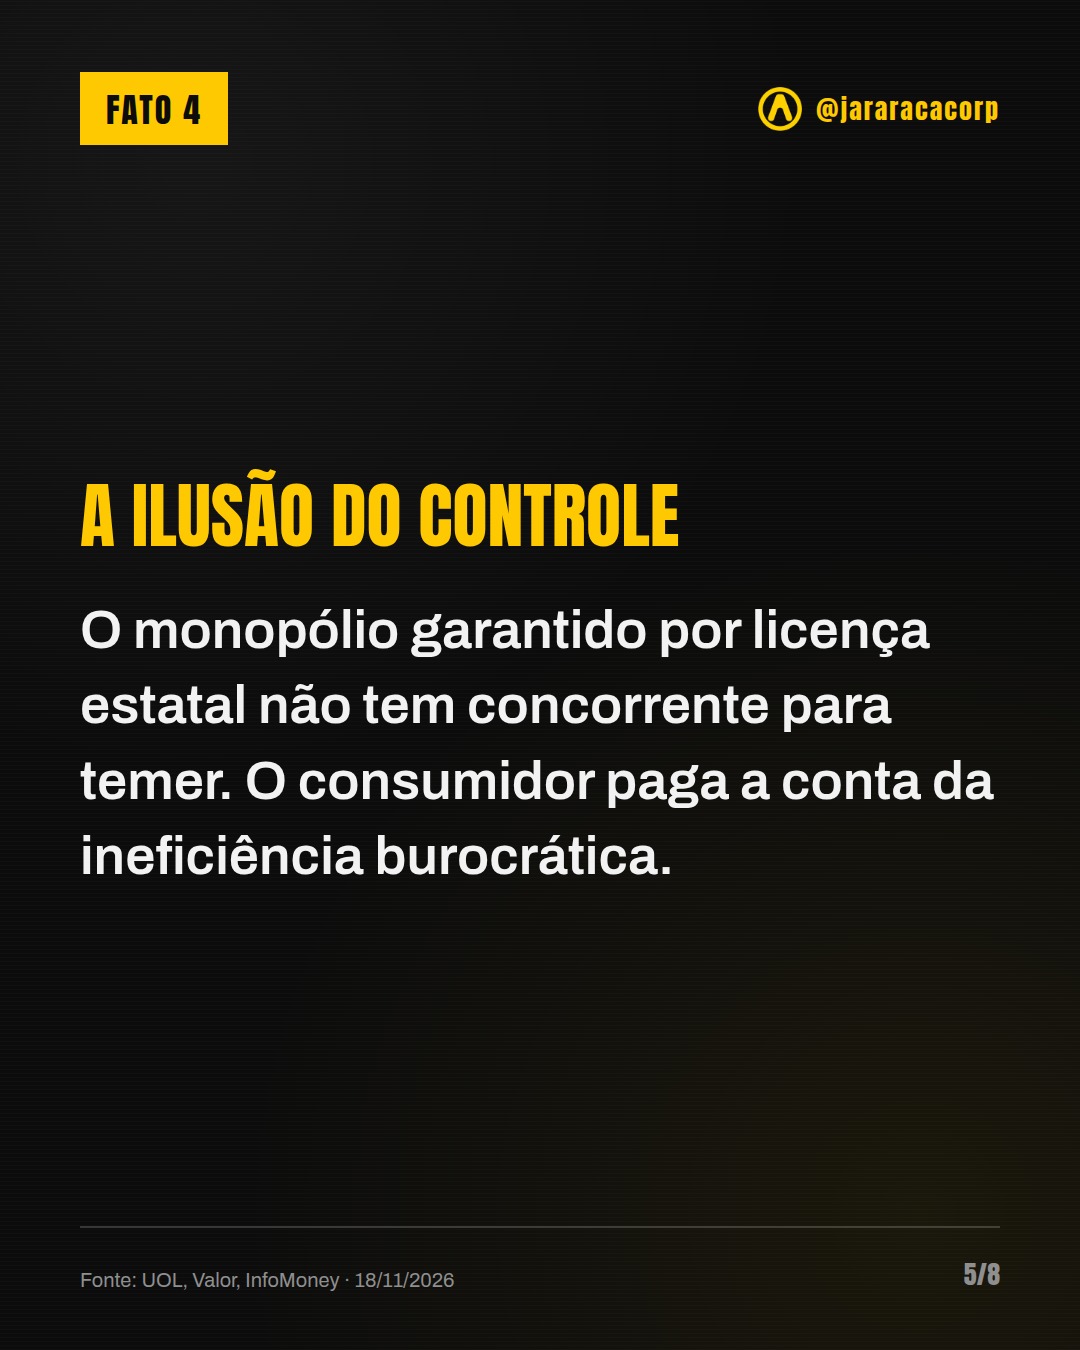 FATO 4
@jararacacorp
A ILUSÃO DO CONTROLE
O monopólio garantido por licença
estatal não tem concorrente para
temer. O consumidor paga a conta da
ineficiência burocrática.
Fonte: UOL, Valor, InfoMoney · 18/11/2026
5/8